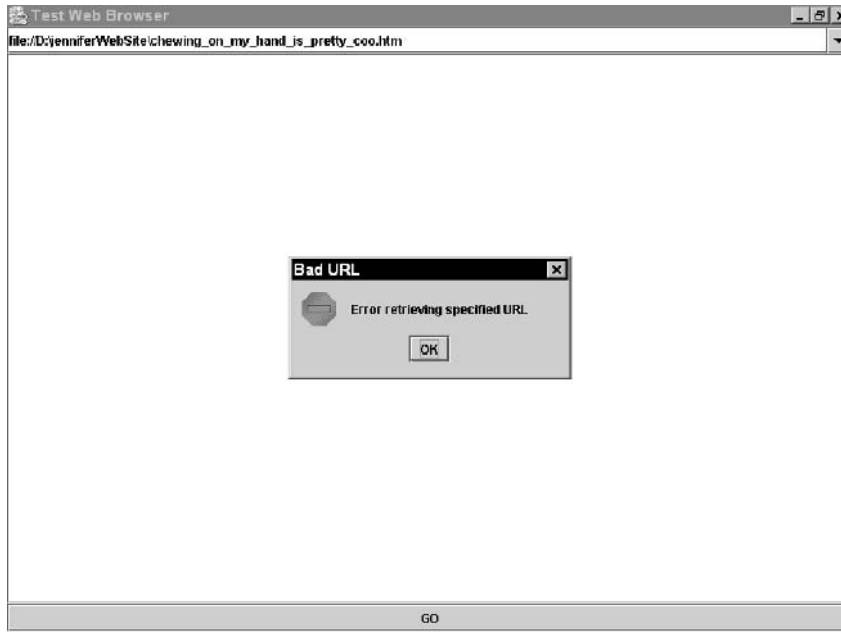 Test Web Browser
file://D:\jenniferWebSite\chewing_on_my_hand_is_pretty_coo.htm
Bad URL
Error retrieving specified URL
OK
GO